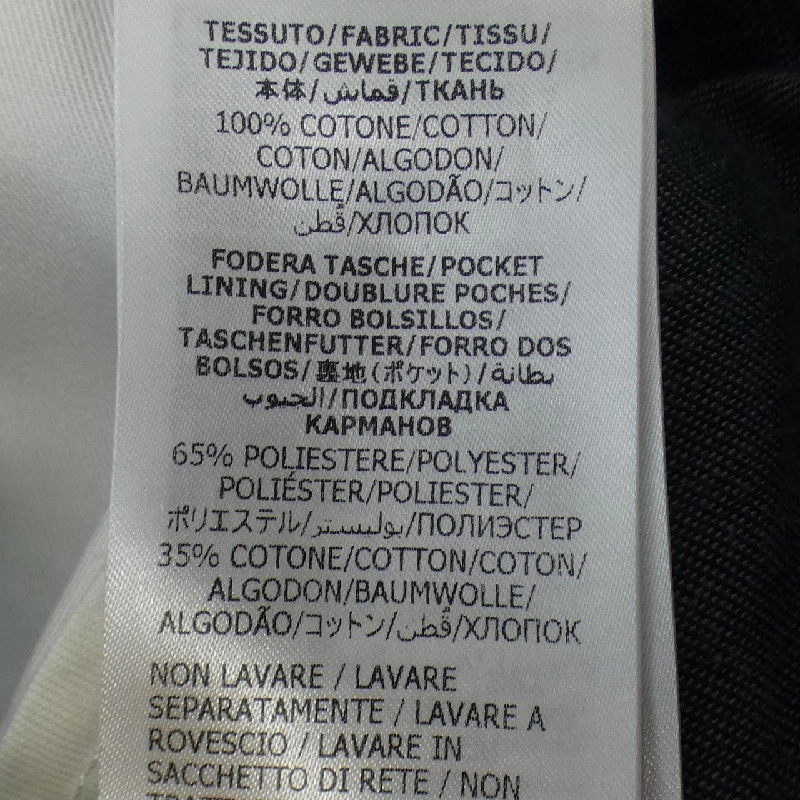 TESSUTO/FABRIC/TISSU/
TEJIDO/GEWEBE/TECIDO/
本体/قماش/ТКАНЬ
100% COTONE/COTTON/
COTON/ALGODON/
BAUMWOLLE/ALGODÃO/コットン/
قُطن/ХЛОПОК
FODERA TASCHE/POCKET
LINING/DOUBLURE POCHES/
FORRO BOLSILLOS/
TASCHENFUTTER/FORRO DOS
BOLSOS/裏地(ポケット)/بطانة
الجيوب/ПОДКЛАДКА
КАРМАНОВ
65% POLIESTERE/POLYESTER/
POLIÉSTER/POLIESTER/
ポリエステル/بوليستر/ПОЛИЭСТЕР
35% COTONE/COTTON/COTON/
ALGODON/BAUMWOLLE/
ALGODÃO/コットン/قُطن/ХЛОПОК
NON LAVARE / LAVARE
SEPARATAMENTE / LAVARE A
ROVESCIO / LAVARE IN
SACCHETTO DI RETE / NON